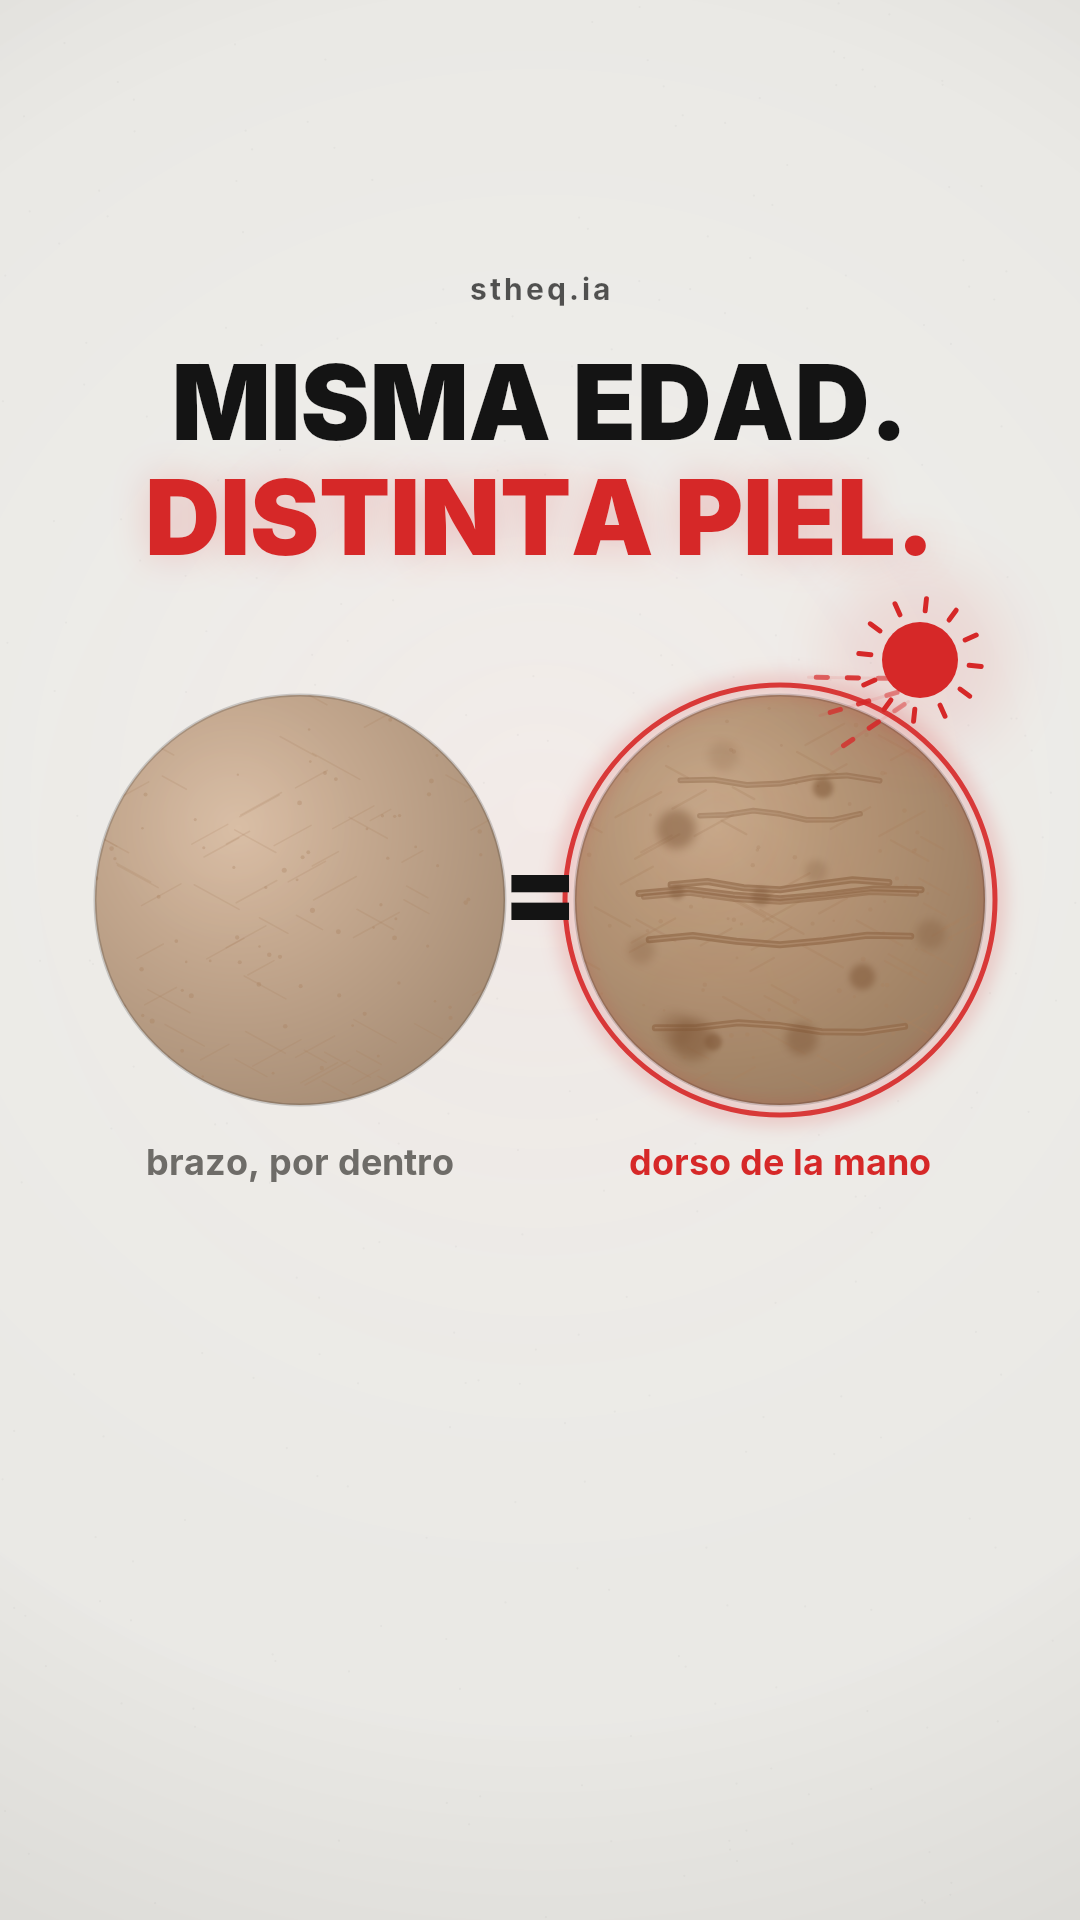 stheq.ia
MISMA EDAD.
DISTINTA PIEL.
=
brazo, por dentro
dorso de la mano